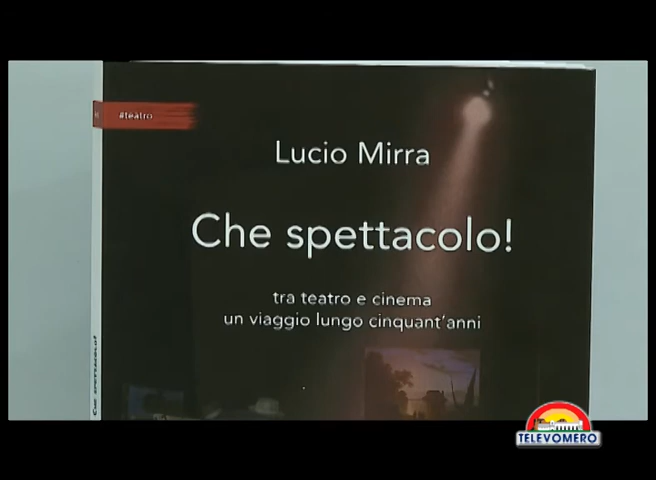 #teatro
Lucio Mirra
Che spettacolo!
tra teatro e cinema
un viaggio lungo cinquant'anni
Che spettacolo!
TELEVOMERO